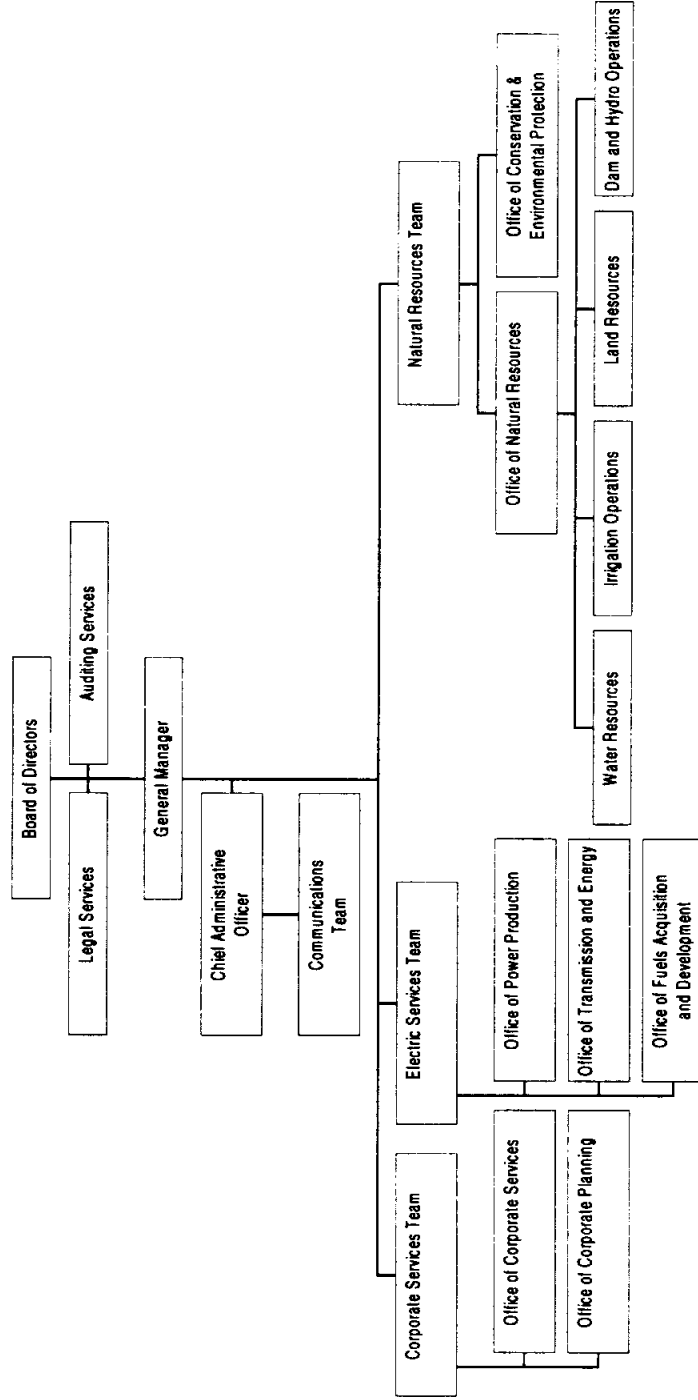 Board of Directors
Legal Services
Auditing Services
General Manager
Chief Administrative
Officer
Communications
Team
Corporate Services Team
Electric Services Team
Natural Resources Team
Office of Corporate Services
Office of Corporate Planning
Office of Power Production
Office of Transmission and Energy
Office of Fuels Acquisition
and Development
Office of Natural Resources
Office of Conservation &
Environmental Protection
Water Resources
Irrigation Operations
Land Resources
Dam and Hydro Operations